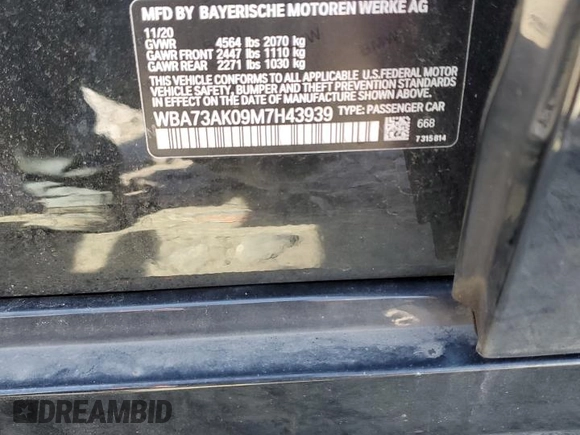 MFD BY BAYERISCHE MOTOREN WERKE AG
11/20
GVWR 4564 lbs 2070 kg
GAWR FRONT 2447 lbs 1110 kg
GAWR REAR 2271 lbs 1030 kg
THIS VEHICLE CONFORMS TO ALL APPLICABLE U.S.FEDERAL MOTOR
VEHICLE SAFETY, BUMPER AND THEFT PREVENTION STANDARDS
IN EFFECT ON THE DATE OF MANUFACTURE SHOWN ABOVE.
WBA73AK09M7H43939 TYPE: PASSENGER CAR
668
7 315 814
DREAMBID